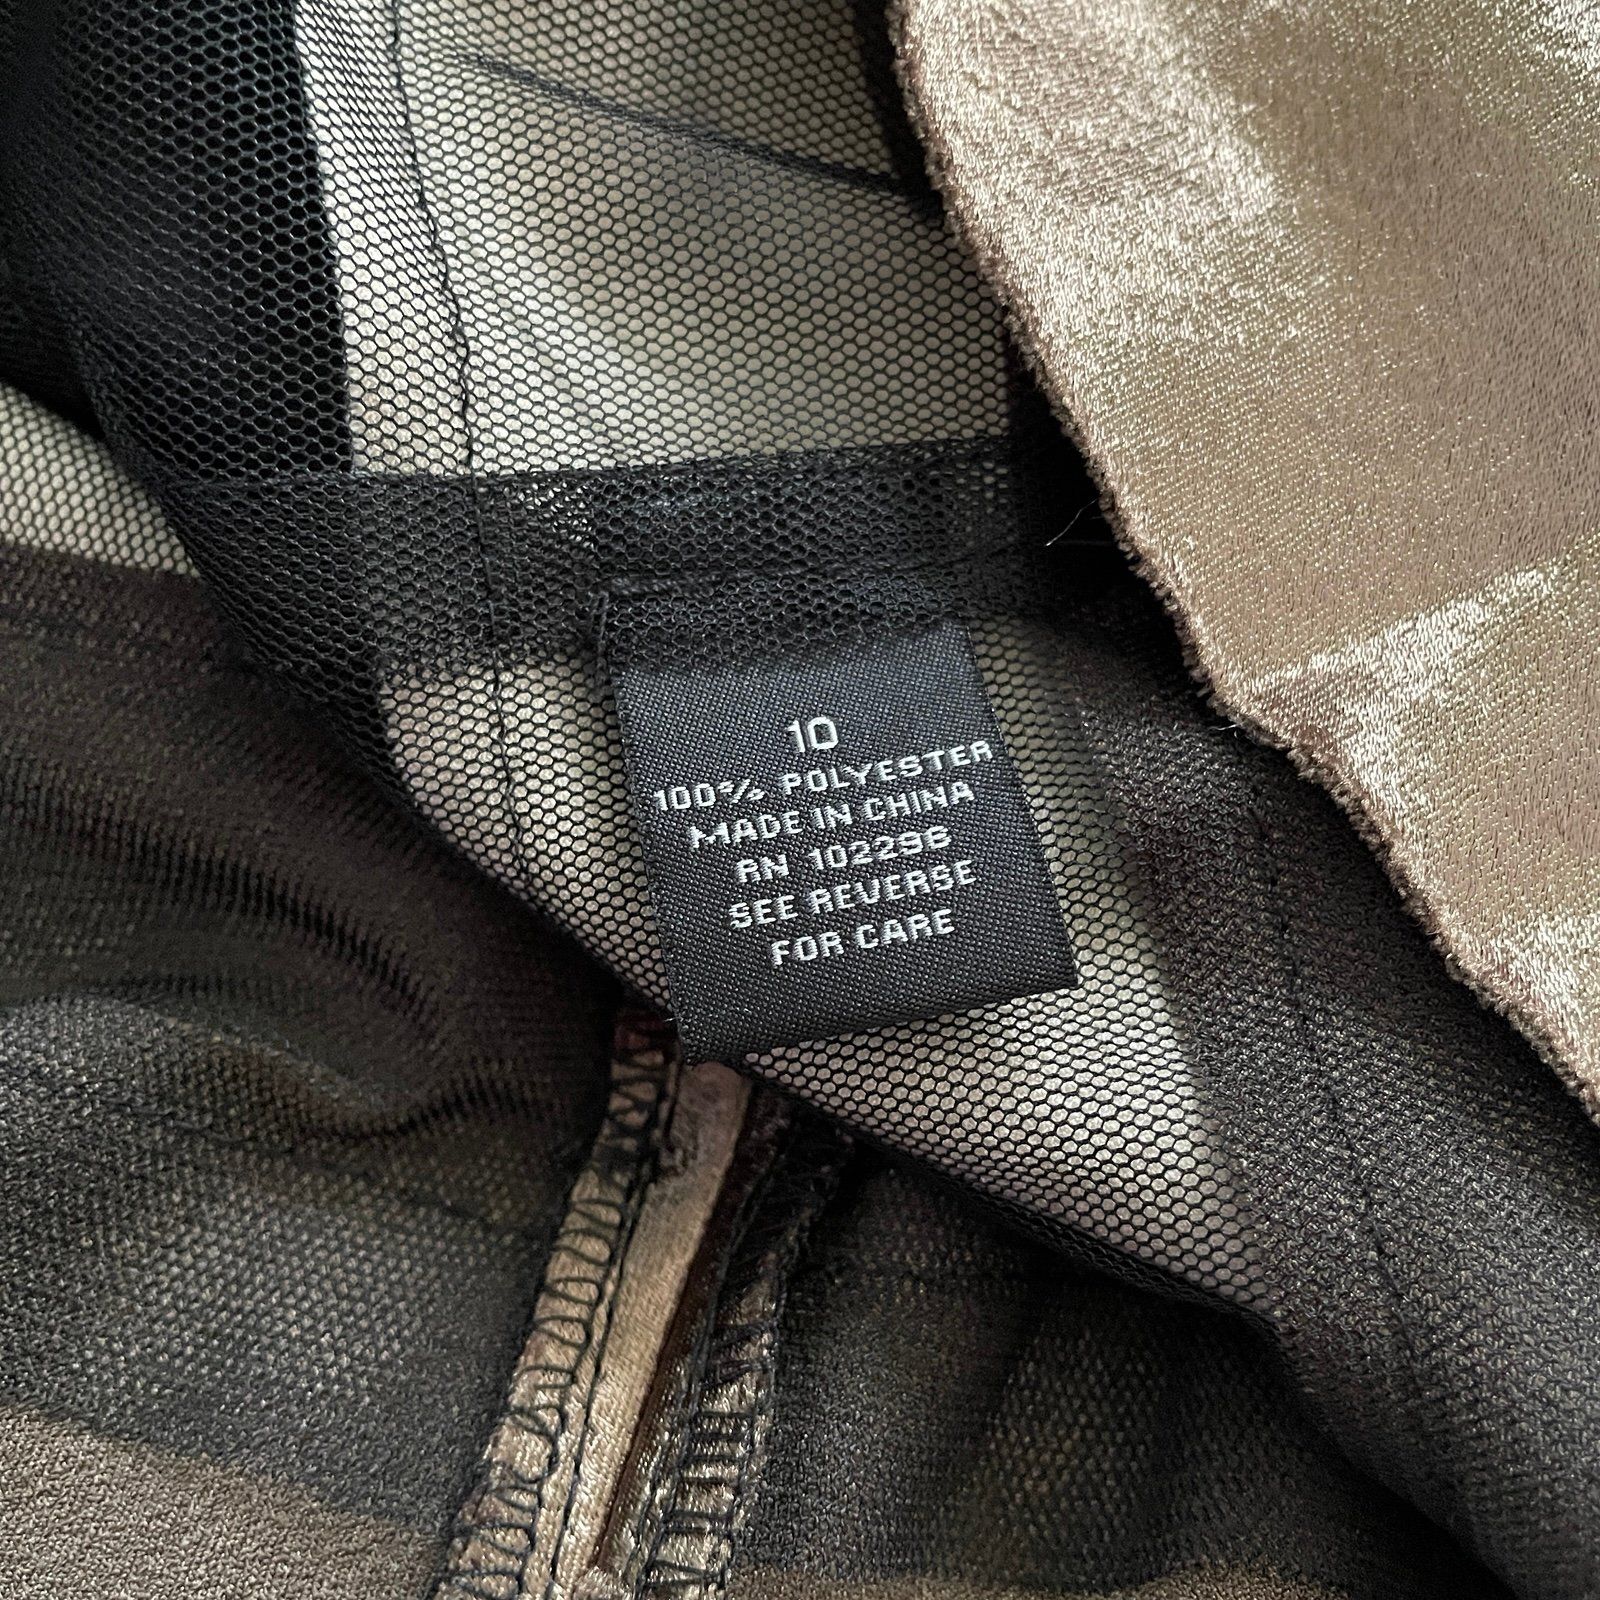 10
100% POLYESTER
MADE IN CHINA
RN 102296
SEE REVERSE
FOR CARE